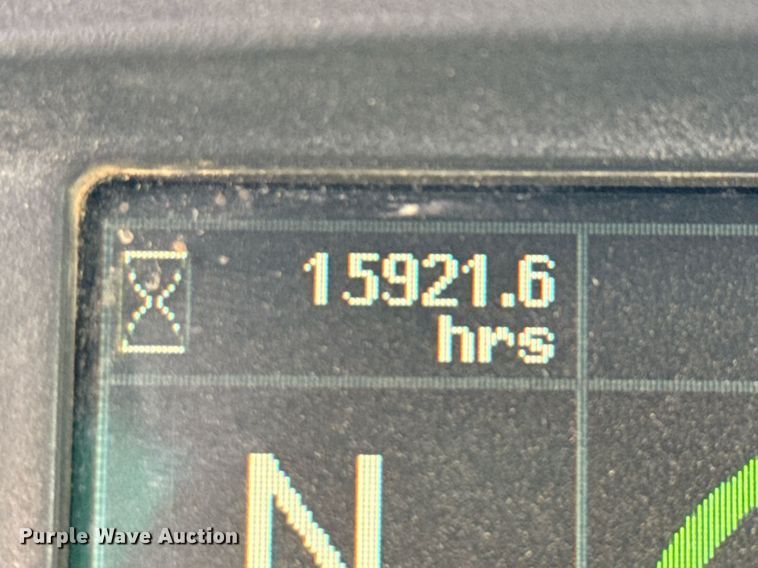 15921.6
hrs
N
Purple Wave Auction